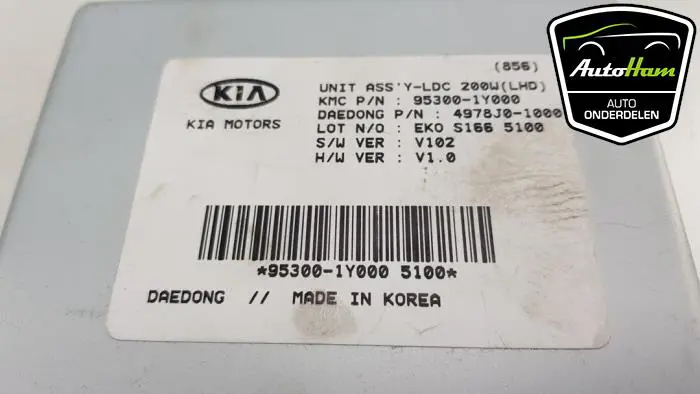 (856)
KIA
KIA MOTORS
UNIT ASS'Y-LDC 200W(LHD)
KMC P/N : 95300-1Y000
DAEDONG P/N : 4978J0-1000
LOT N/O : EKO S166 5100
S/W VER : V102
H/W VER : V1.0
*95300-1Y000 5100*
DAEDONG // MADE IN KOREA
AutoHam
AUTO
ONDERDELEN